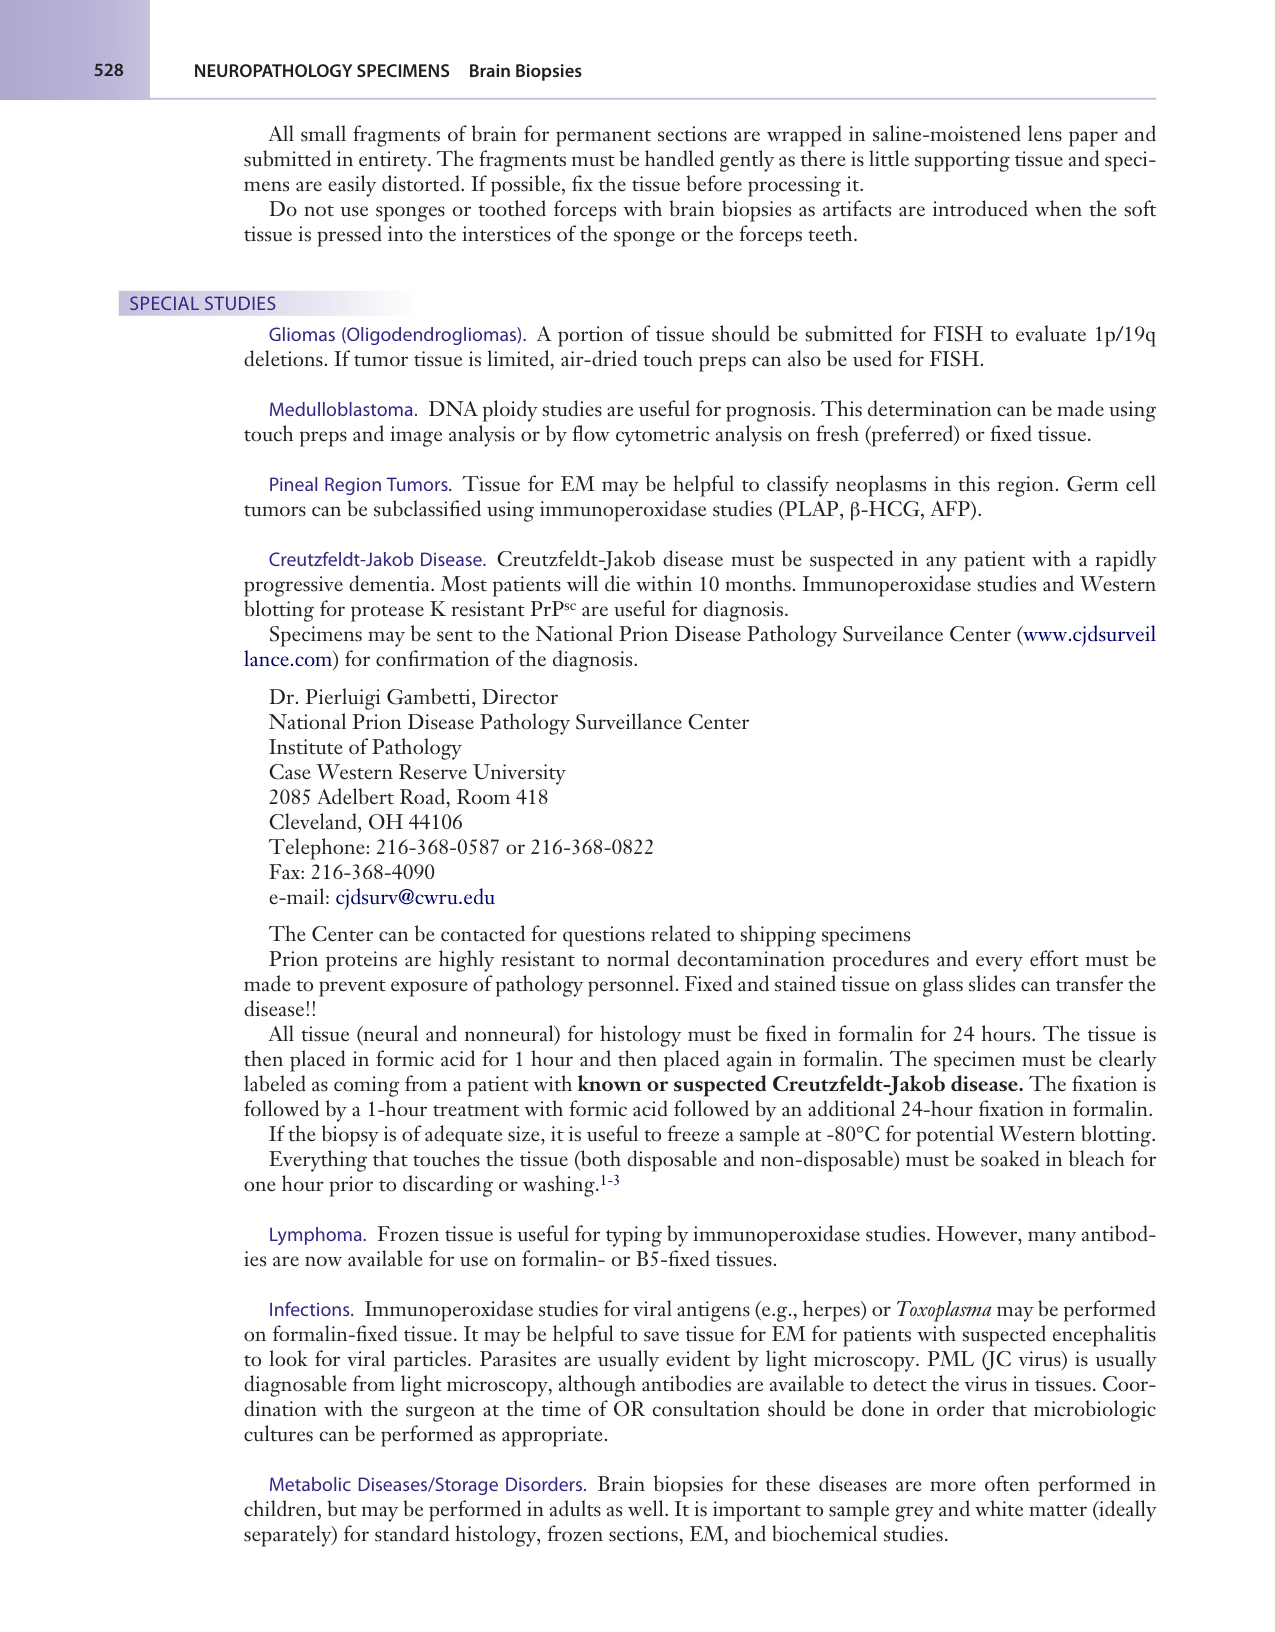 528 NEUROPATHOLOGY SPECIMENS Brain Biopsies
All small fragments of brain for permanent sections are wrapped in saline-moistened lens paper and
submitted in entirety. The fragments must be handled gently as there is little supporting tissue and speci-
mens are easily distorted. If possible, fix the tissue before processing it.
Do not use sponges or toothed forceps with brain biopsies as artifacts are introduced when the soft
tissue is pressed into the interstices of the sponge or the forceps teeth.
SPECIAL STUDIES
Gliomas (Oligodendrogliomas). A portion of tissue should be submitted for FISH to evaluate 1p/19q
deletions. If tumor tissue is limited, air-dried touch preps can also be used for FISH.
Medulloblastoma. DNA ploidy studies are useful for prognosis. This determination can be made using
touch preps and image analysis or by flow cytometric analysis on fresh (preferred) or fixed tissue.
Pineal Region Tumors. Tissue for EM may be helpful to classify neoplasms in this region. Germ cell
tumors can be subclassified using immunoperoxidase studies (PLAP, β-HCG, AFP).
Creutzfeldt-Jakob Disease. Creutzfeldt-Jakob disease must be suspected in any patient with a rapidly
progressive dementia. Most patients will die within 10 months. Immunoperoxidase studies and Western
blotting for protease K resistant PrPsc are useful for diagnosis.
Specimens may be sent to the National Prion Disease Pathology Surveilance Center (www.cjdsurveil
lance.com) for confirmation of the diagnosis.
Dr. Pierluigi Gambetti, Director
National Prion Disease Pathology Surveillance Center
Institute of Pathology
Case Western Reserve University
2085 Adelbert Road, Room 418
Cleveland, OH 44106
Telephone: 216-368-0587 or 216-368-0822
Fax: 216-368-4090
e-mail: cjdsurv@cwru.edu
The Center can be contacted for questions related to shipping specimens
Prion proteins are highly resistant to normal decontamination procedures and every effort must be
made to prevent exposure of pathology personnel. Fixed and stained tissue on glass slides can transfer the
disease!!
All tissue (neural and nonneural) for histology must be fixed in formalin for 24 hours. The tissue is
then placed in formic acid for 1 hour and then placed again in formalin. The specimen must be clearly
labeled as coming from a patient with known or suspected Creutzfeldt-Jakob disease. The fixation is
followed by a 1-hour treatment with formic acid followed by an additional 24-hour fixation in formalin.
If the biopsy is of adequate size, it is useful to freeze a sample at -80°C for potential Western blotting.
Everything that touches the tissue (both disposable and non-disposable) must be soaked in bleach for
one hour prior to discarding or washing.1-3
Lymphoma. Frozen tissue is useful for typing by immunoperoxidase studies. However, many antibod-
ies are now available for use on formalin- or B5-fixed tissues.
Infections. Immunoperoxidase studies for viral antigens (e.g., herpes) or Toxoplasma may be performed
on formalin-fixed tissue. It may be helpful to save tissue for EM for patients with suspected encephalitis
to look for viral particles. Parasites are usually evident by light microscopy. PML (JC virus) is usually
diagnosable from light microscopy, although antibodies are available to detect the virus in tissues. Coor-
dination with the surgeon at the time of OR consultation should be done in order that microbiologic
cultures can be performed as appropriate.
Metabolic Diseases/Storage Disorders. Brain biopsies for these diseases are more often performed in
children, but may be performed in adults as well. It is important to sample grey and white matter (ideally
separately) for standard histology, frozen sections, EM, and biochemical studies.